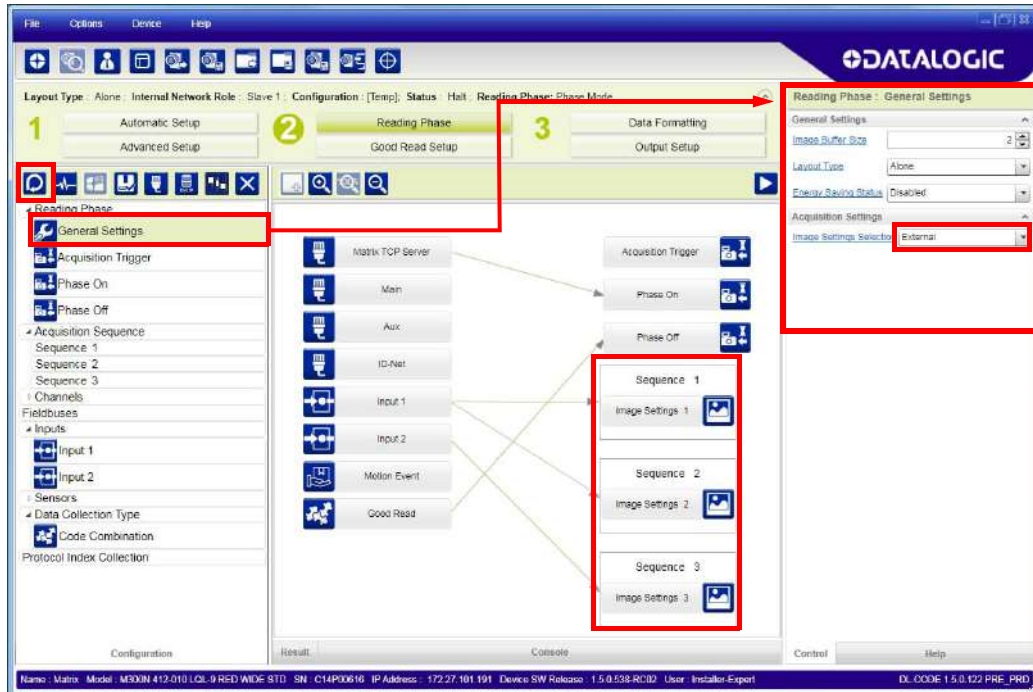 File Options Device Help
DATALOGIC
Layout Type : Alone : Internal Network Role : Slave 1 : Configuration : [Temp]; Status : Halt : Reading Phase: Phase Mode
1
Automatic Setup
Advanced Setup
2
Reading Phase
Good Read Setup
3
Data Formatting
Output Setup
Reading Phase
General Settings
Acquisition Trigger
Phase On
Phase Off
Acquisition Sequence
Sequence 1
Sequence 2
Sequence 3
Channels
Fieldbuses
Inputs
Input 1
Input 2
Sensors
Data Collection Type
Code Combination
Protocol Index Collection
Configuration
Matrix TCP Server
Main
Aux
ID-Net
Input 1
Input 2
Motion Event
Good Read
Acquisition Trigger
Phase On
Phase Off
Sequence 1
Image Settings 1
Sequence 2
Image Settings 2
Sequence 3
Image Settings 3
Result
Console
Reading Phase : General Settings
General Settings
Image Buffer Size 2
Layout Type Alone
Energy Saving Status Disabled
Acquisition Settings
Image Settings Selectio External
Control
Help
Name : Matrix Model : M300N 412-010 LQL-9 RED WIDE STD SN : C14P00616 IP Address : 172.27.101.191 Device SW Release : 1.5.0.538-RC02 User : Installer-Expert
DL.CODE 1.5.0.122 PRE_PRD